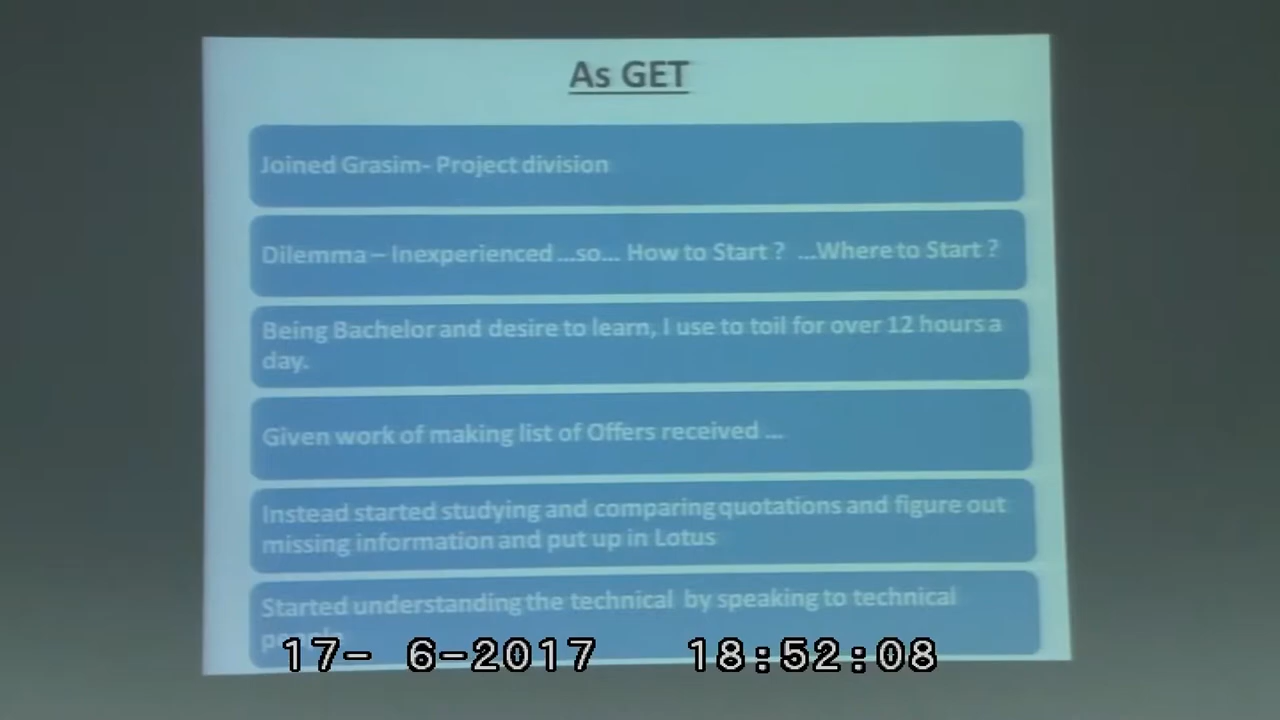 As GET
Joined Grasim- Project division
Dilemma – Inexperienced ...so... How to Start ? ...Where to Start ?
Being Bachelor and desire to learn, I use to toil for over 12 hours a
day.
Given work of making list of Offers received ...
Instead started studying and comparing quotations and figure out
missing information and put up in Lotus
Started understanding the technical by speaking to technical
17- 6-2017 18:52:08